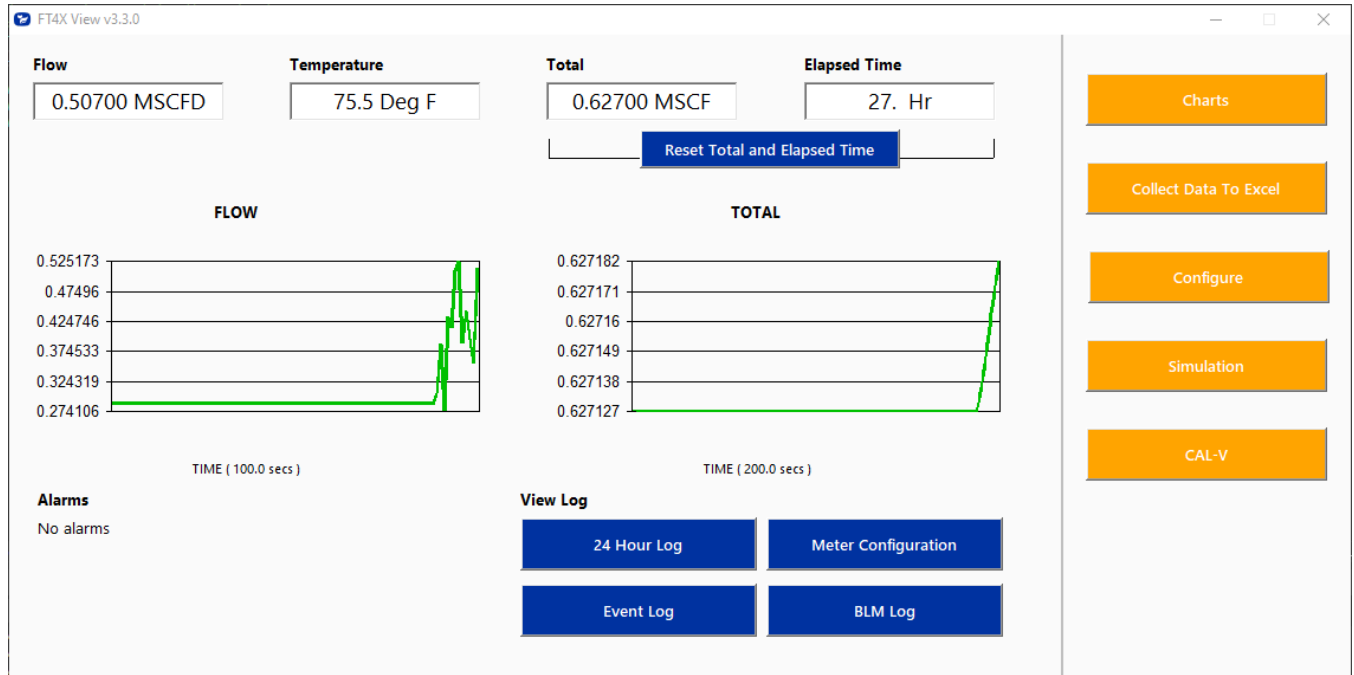 FT4X View v3.3.0
Flow
Temperature
Total
Elapsed Time
0.50700 MSCFD
75.5 Deg F
0.62700 MSCF
27. Hr
Reset Total and Elapsed Time
FLOW
0.525173
0.47496
0.424746
0.374533
0.324319
0.274106
TIME ( 100.0 secs )
TOTAL
0.627182
0.627171
0.62716
0.627149
0.627138
0.627127
TIME ( 200.0 secs )
Alarms
No alarms
View Log
24 Hour Log
Meter Configuration
Event Log
BLM Log
Charts
Collect Data To Excel
Configure
Simulation
CAL-V